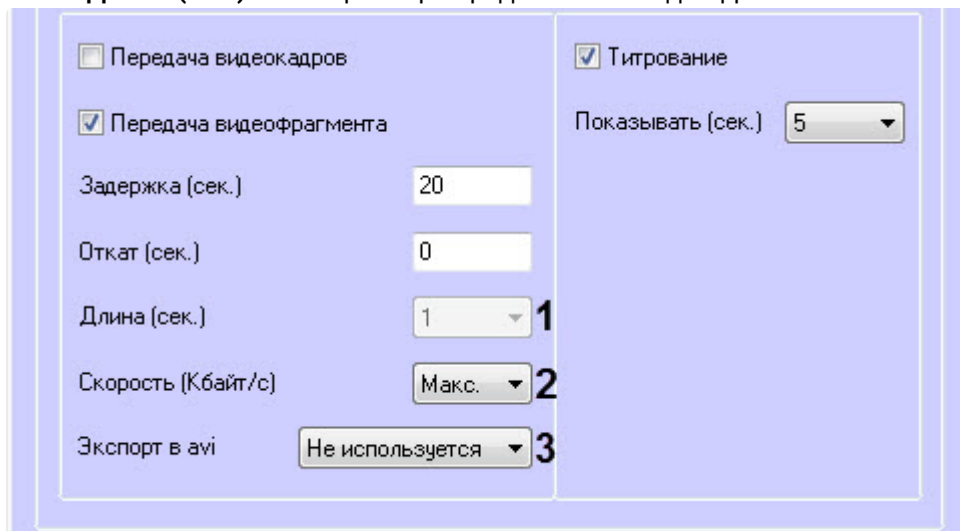 Передача видеокадров
Передача видеофрагмента
Задержка (сек.) 20
Откат (сек.) 0
Длина (сек.) 1 1
Скорость (Кбайт/с) Макс. 2
Экспорт в avi Не используется 3
Титрование
Показывать (сек.) 5